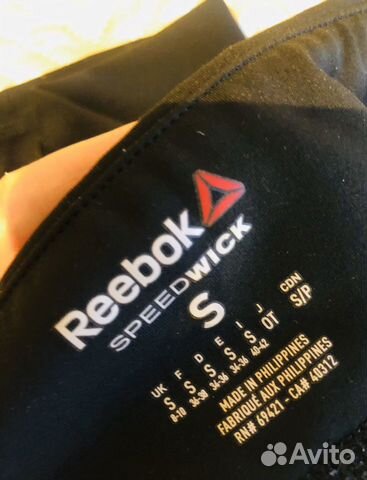 Reebok
SPEEDWICK
S
UK F D E I J CDN
S S S S S OT S/P
8-10 36-38 34-36 34-36 40-42
MADE IN PHILIPPINES
FABRIQUÉ AUX PHILIPPINES
RN# 69421 - CA# 40312
Avito